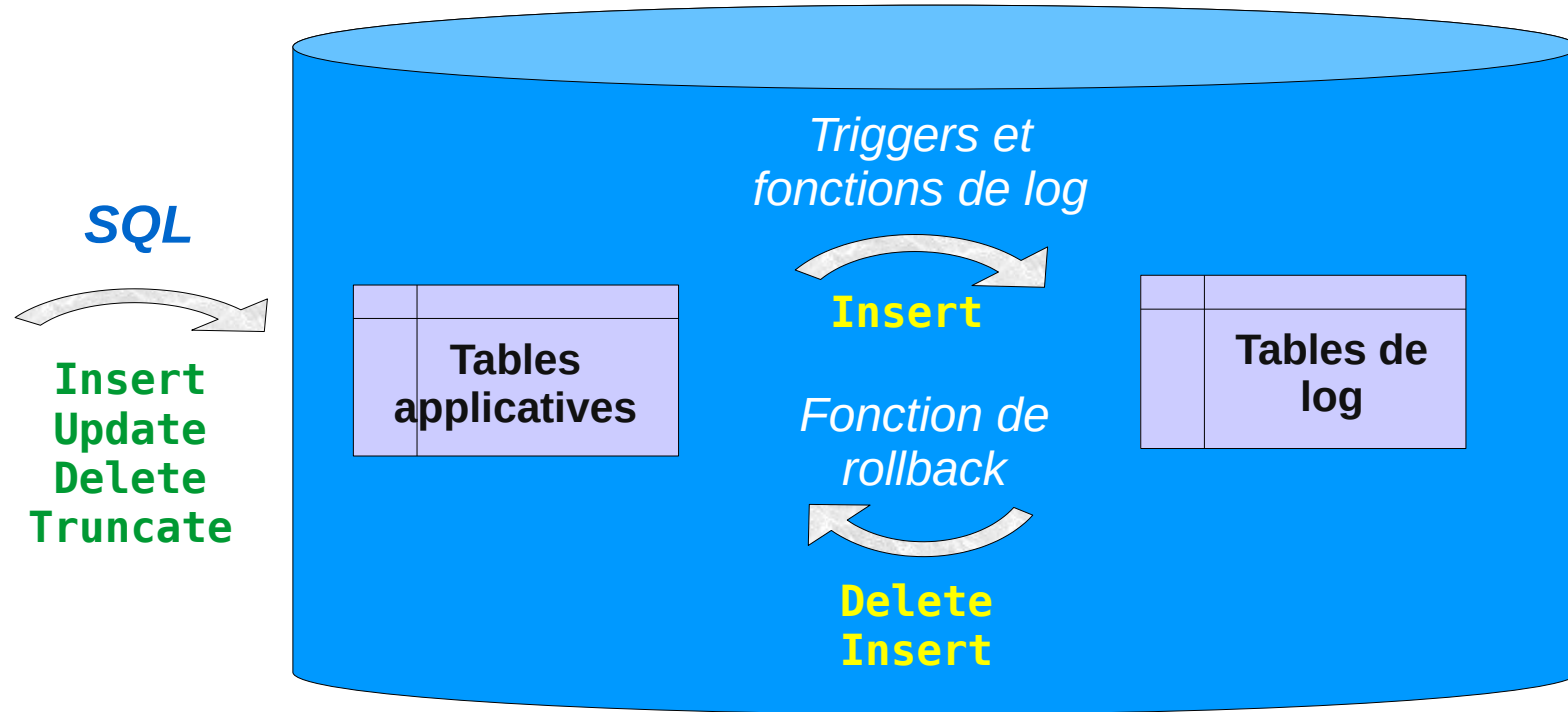 SQL
Insert
Update
Delete
Truncate
Tables
applicatives
Triggers et
fonctions de log
Insert
Fonction de
rollback
Delete
Insert
Tables de
log